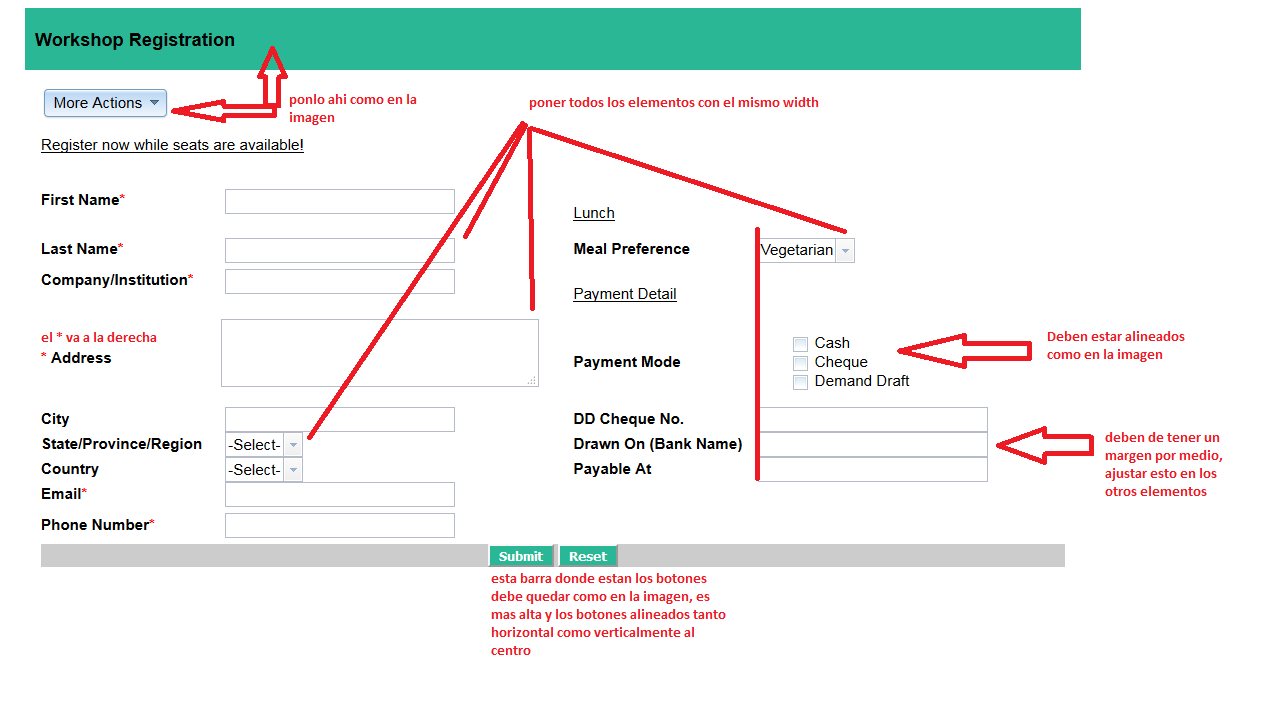 Workshop Registration
More Actions
ponlo ahi como en la
imagen
poner todos los elementos con el mismo width
Register now while seats are available!
First Name*
Lunch
Last Name*
Meal Preference
Vegetarian
Company/Institution*
Payment Detail
el * va a la derecha
* Address
Payment Mode
Cash
Cheque
Demand Draft
Deben estar alineados
como en la imagen
City
DD Cheque No.
State/Province/Region
-Select-
Drawn On (Bank Name)
Country
-Select-
Payable At
deben de tener un
margen por medio,
ajustar esto en los
otros elementos
Email*
Phone Number*
Submit
Reset
esta barra donde estan los botones
debe quedar como en la imagen, es
mas alta y los botones alineados tanto
horizontal como verticalmente al
centro